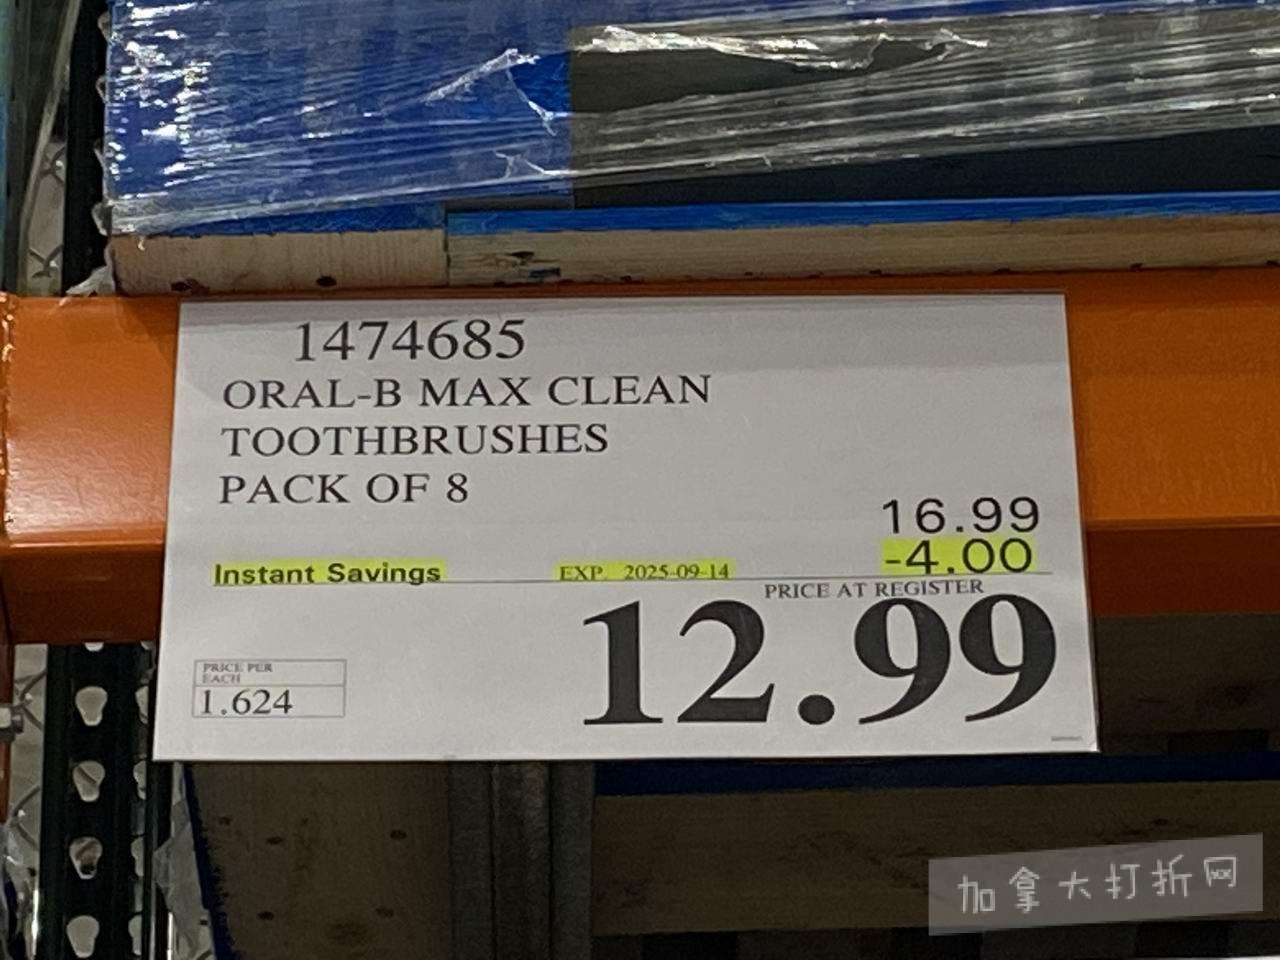 1474685
ORAL-B MAX CLEAN
TOOTHBRUSHES
PACK OF 8
16.99
Instant Savings EXP. 2025-09-14 -4.00
PRICE AT REGISTER
12.99
PRICE PER
EACH
1.624
加拿大打折网